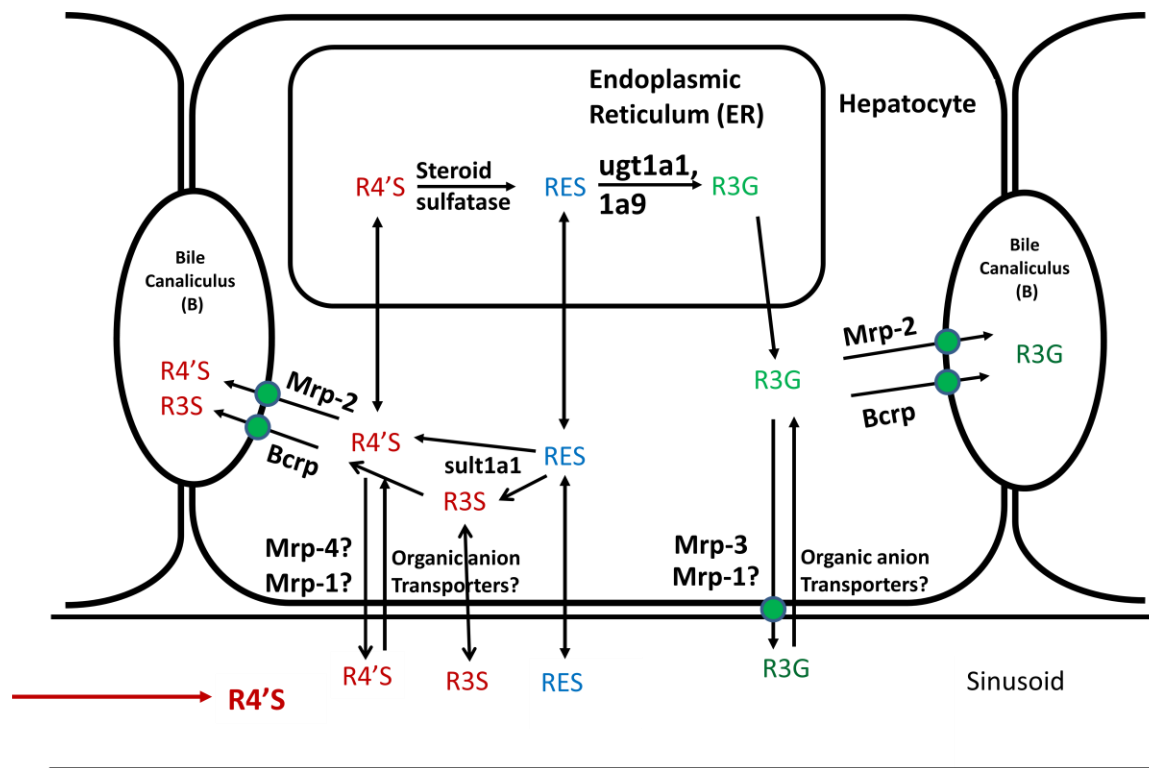 Endoplasmic
Reticulum (ER)
Hepatocyte
R4'S
Steroid
sulfatase
RES
ugt1a1,
1a9
R3G
Bile
Canaliculus
(B)
R4'S
R3S
Mrp-2
Bcrp
R4'S
sult1a1
RES
R3S
R3G
Mrp-2
Bcrp
Bile
Canaliculus
(B)
R3G
Mrp-4?
Mrp-1?
Organic anion
Transporters?
Mrp-3
Mrp-1?
Organic anion
Transporters?
R4'S
R4'S
R3S
RES
R3G
Sinusoid